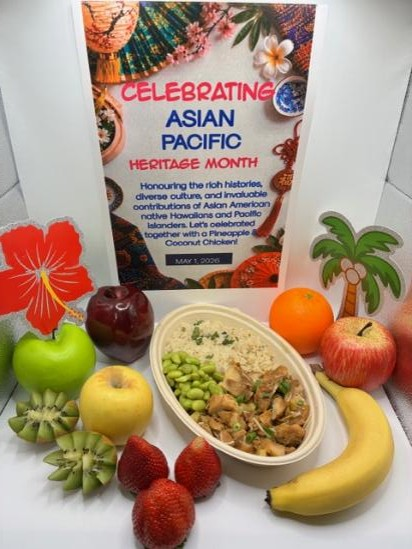 CELEBRATING
ASIAN
PACIFIC
HERITAGE MONTH
Honouring the rich histories,
diverse culture, and invaluable
contributions of Asian American
native Hawaiians and Pacific
Islanders. Let's celebrated
together with a Pineapple &
Coconut Chicken!
MAY 1, 2026